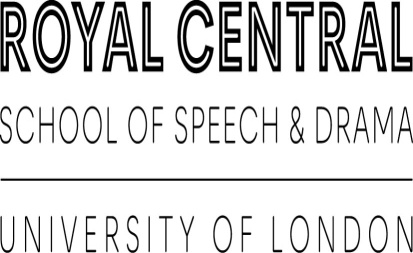 ROYAL CENTRAL
SCHOOL OF SPEECH & DRAMA
UNIVERSITY OF LONDON